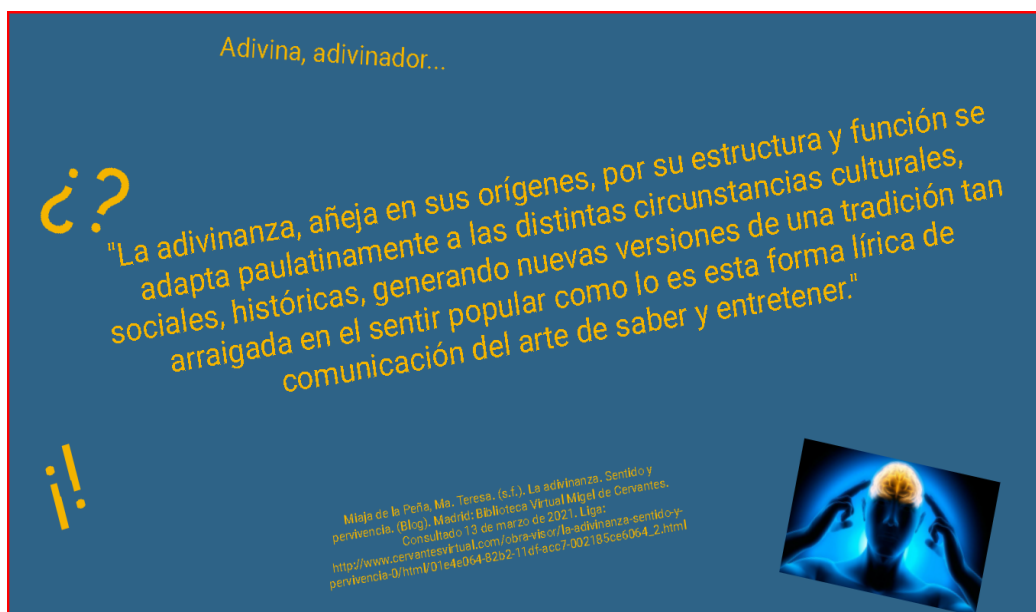 Adivina, adivinador...
¿?
"La adivinanza, añeja en sus orígenes, por su estructura y función se
adapta paulatinamente a las distintas circunstancias culturales,
sociales, históricas, generando nuevas versiones de una tradición tan
arraigada en el sentir popular como lo es esta forma lírica de
comunicación del arte de saber y entretener."
¡!
Miaja de la Peña, Ma. Teresa. (s.f.). La adivinanza. Sentido y
pervivencia. (Blog). Madrid: Biblioteca Virtual Migel de Cervantes.
Consultado 13 de marzo de 2021. Liga:
http://www.cervantesvirtual.com/obra-visor/la-adivinanza-sentido-y-
pervivencia-0/html/01e4e064-82b2-11df-acc7-002185ce6064_2.html